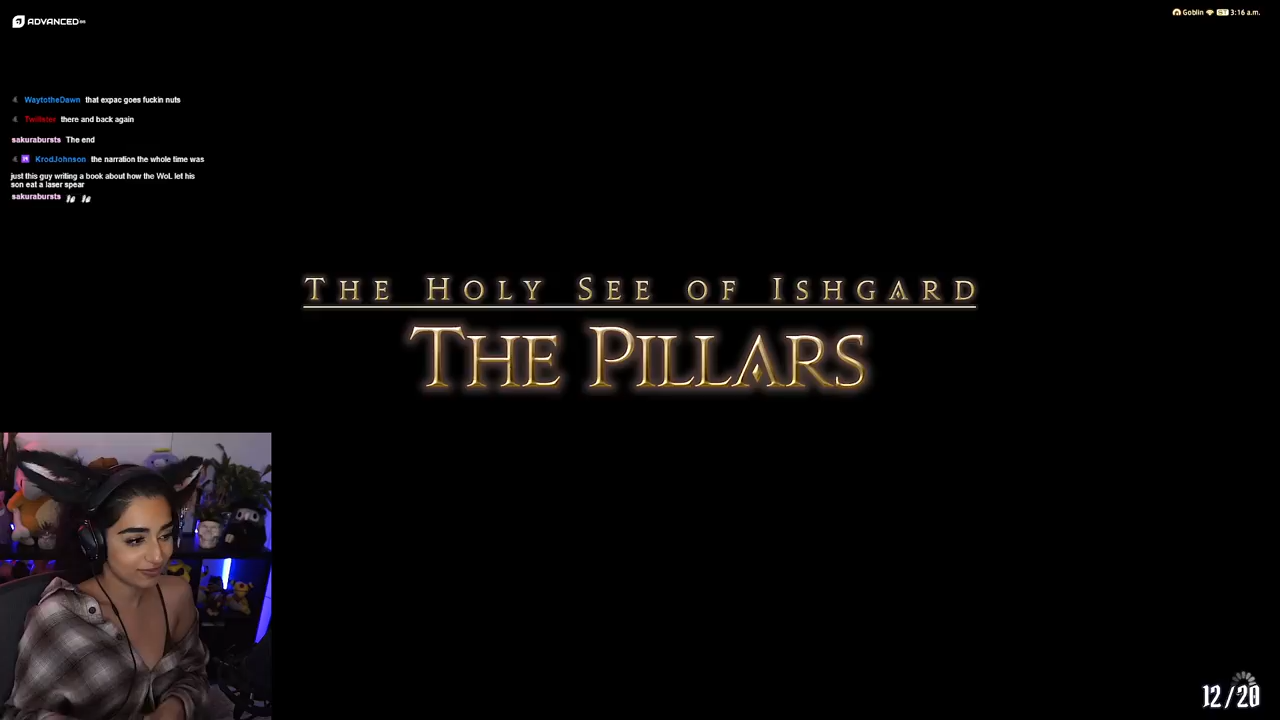 ADVANCED
Goblin ST 3:16 a.m.
WaytotheDawn that expac goes fuckin nuts
Twillster there and back again
sakurabursts The end
KrodJohnson the narration the whole time was
just this guy writing a book about how the WoL let his
son eat a laser spear
sakurabursts
THE HOLY SEE OF ISHGARD
THE PILLARS
12/20